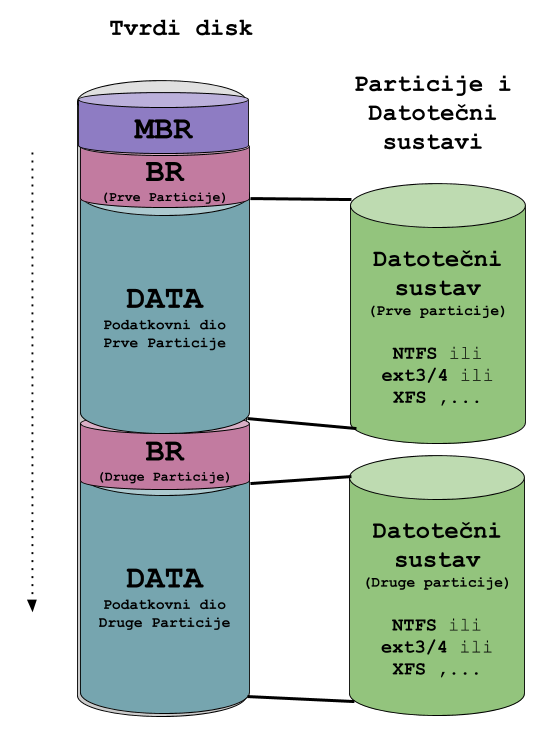 Tvrdi disk
MBR
BR
(Prve Particije)
DATA
Podatkovni dio
Prve Particije
BR
(Druge Particije)
DATA
Podatkovni dio
Druge Particije
Particije i
Datotečni
sustavi
Datotečni
sustav
(Prve particije)
NTFS ili
ext3/4 ili
XFS ,...
Datotečni
sustav
(Druge particije)
NTFS ili
ext3/4 ili
XFS ,...